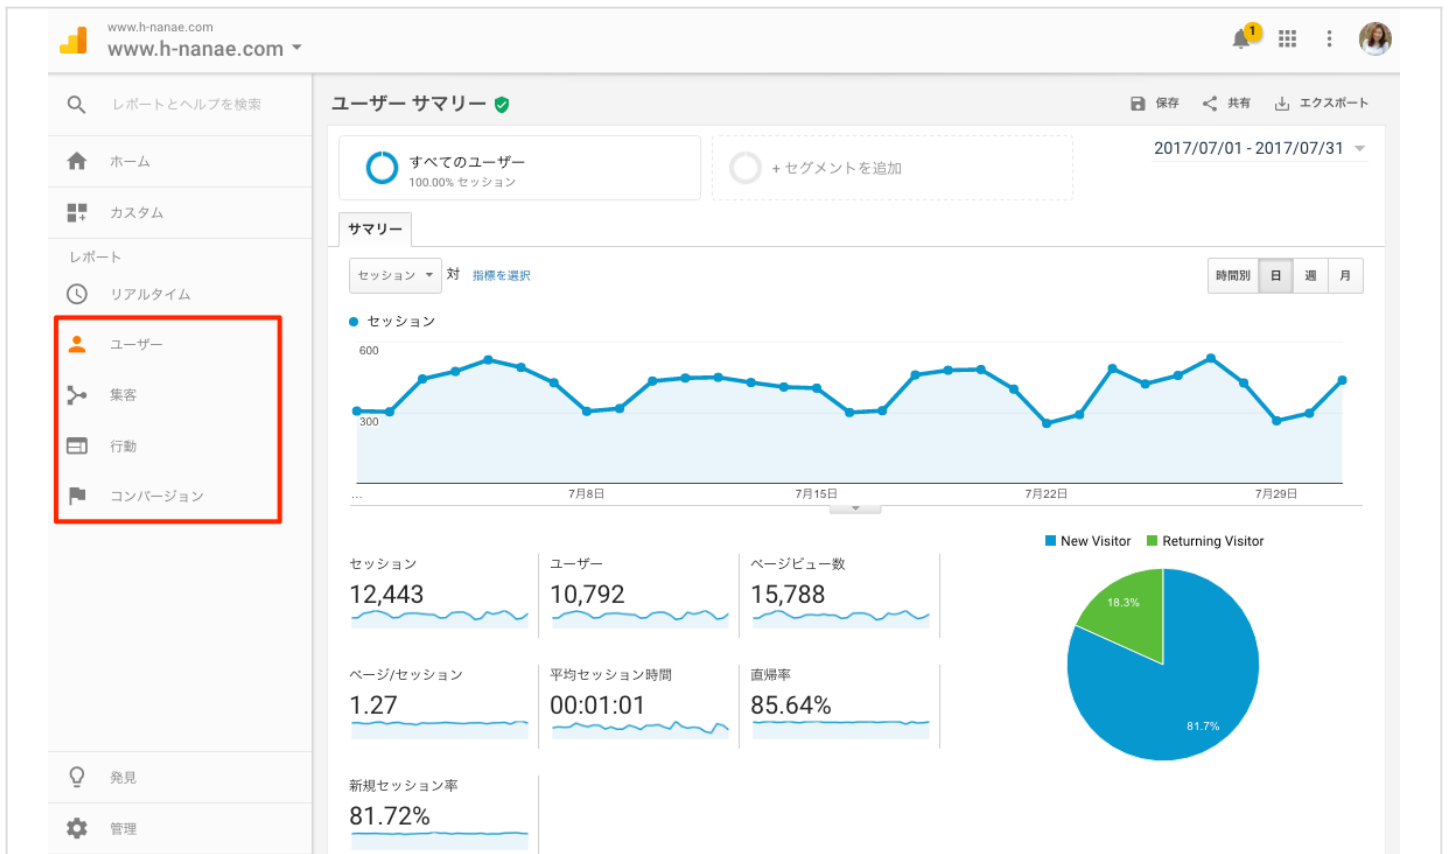 www.h-nanae.com
www.h-nanae.com
1
レポートとヘルプを検索
ホーム
カスタム
レポート
リアルタイム
ユーザー
集客
行動
コンバージョン
発見
管理
ユーザー サマリー
保存
共有
エクスポート
すべてのユーザー
100.00% セッション
+ セグメントを追加
2017/07/01 - 2017/07/31
サマリー
セッション 対 指標を選択
時間別 日 週 月
セッション
600
300
... 7月8日 7月15日 7月22日 7月29日
セッション
12,443
ユーザー
10,792
ページビュー数
15,788
ページ/セッション
1.27
平均セッション時間
00:01:01
直帰率
85.64%
新規セッション率
81.72%
New Visitor Returning Visitor
18.3%
81.7%